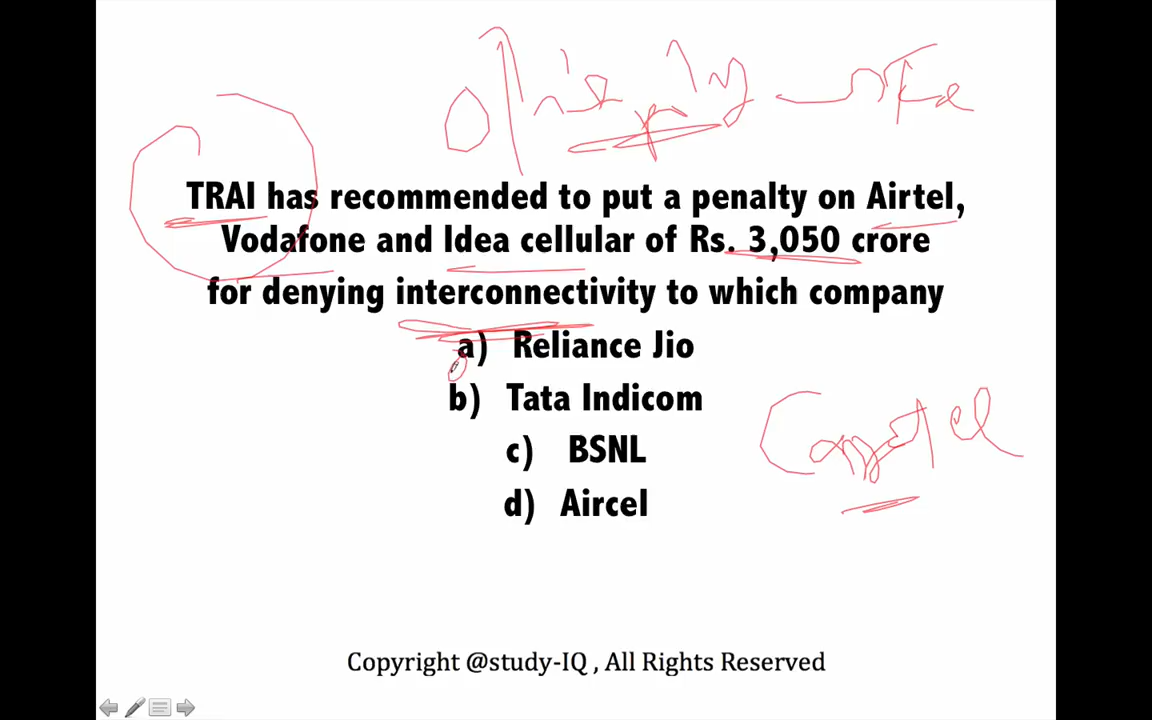 TRAI has recommended to put a penalty on Airtel,
Vodafone and Idea cellular of Rs. 3,050 crore
for denying interconnectivity to which company
a) Reliance Jio
b) Tata Indicom
c) BSNL
d) Aircel
Copyright @study-IQ , All Rights Reserved